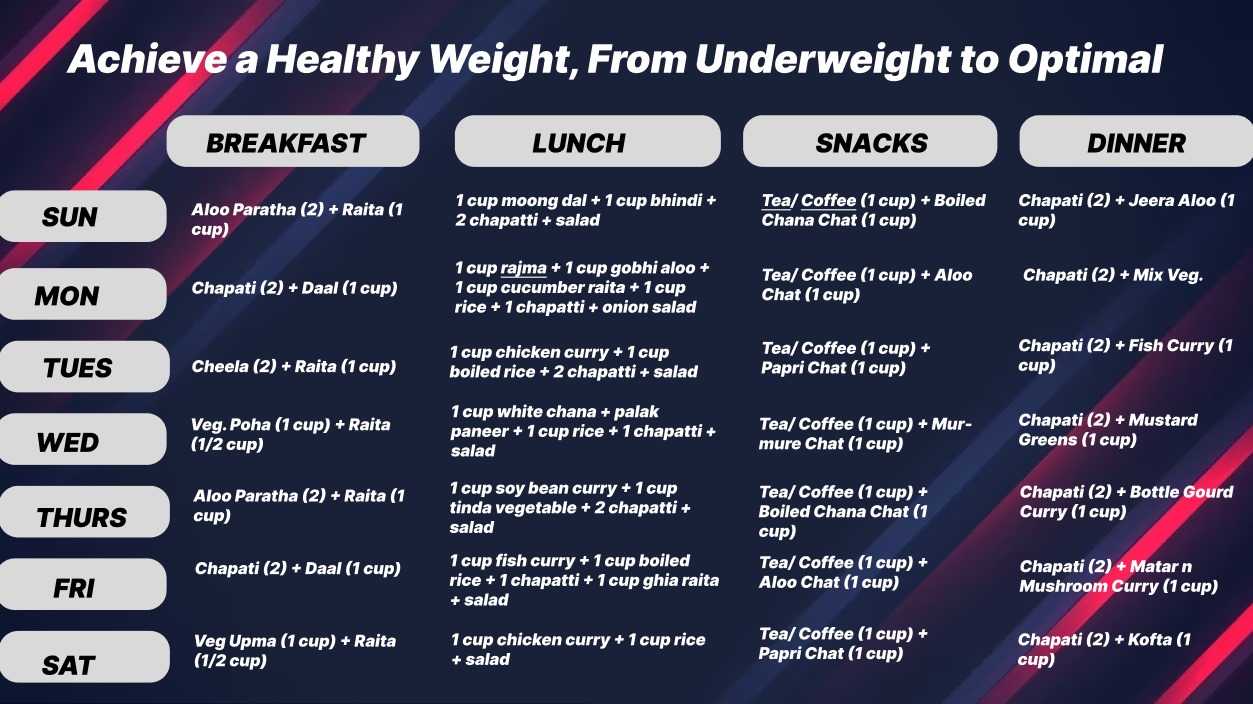 Achieve a Healthy Weight, From Underweight to Optimal
BREAKFAST
LUNCH
SNACKS
DINNER
SUN
Aloo Paratha (2) + Raita (1
cup)
1 cup moong dal + 1 cup bhindi +
2 chapatti + salad
Tea/ Coffee (1 cup) + Boiled
Chana Chat (1 cup)
Chapati (2) + Jeera Aloo (1
cup)
MON
Chapati (2) + Daal (1 cup)
1 cup rajma + 1 cup gobhi aloo +
1 cup cucumber raita + 1 cup
rice + 1 chapatti + onion salad
Tea/ Coffee (1 cup) + Aloo
Chat (1 cup)
Chapati (2) + Mix Veg.
TUES
Cheela (2) + Raita (1 cup)
1 cup chicken curry + 1 cup
boiled rice + 2 chapatti + salad
Tea/ Coffee (1 cup) +
Papri Chat (1 cup)
Chapati (2) + Fish Curry (1
cup)
WED
Veg. Poha (1 cup) + Raita
(1/2 cup)
1 cup white chana + palak
paneer + 1 cup rice + 1 chapatti +
salad
Tea/ Coffee (1 cup) + Mur-
mure Chat (1 cup)
Chapati (2) + Mustard
Greens (1 cup)
THURS
Aloo Paratha (2) + Raita (1
cup)
1 cup soy bean curry + 1 cup
tinda vegetable + 2 chapatti +
salad
Tea/ Coffee (1 cup) +
Boiled Chana Chat (1
cup)
Chapati (2) + Bottle Gourd
Curry (1 cup)
FRI
Chapati (2) + Daal (1 cup)
1 cup fish curry + 1 cup boiled
rice + 1 chapatti + 1 cup ghia raita
+ salad
Tea/ Coffee (1 cup) +
Aloo Chat (1 cup)
Chapati (2) + Matar n
Mushroom Curry (1 cup)
SAT
Veg Upma (1 cup) + Raita
(1/2 cup)
1 cup chicken curry + 1 cup rice
+ salad
Tea/ Coffee (1 cup) +
Papri Chat (1 cup)
Chapati (2) + Kofta (1
cup)